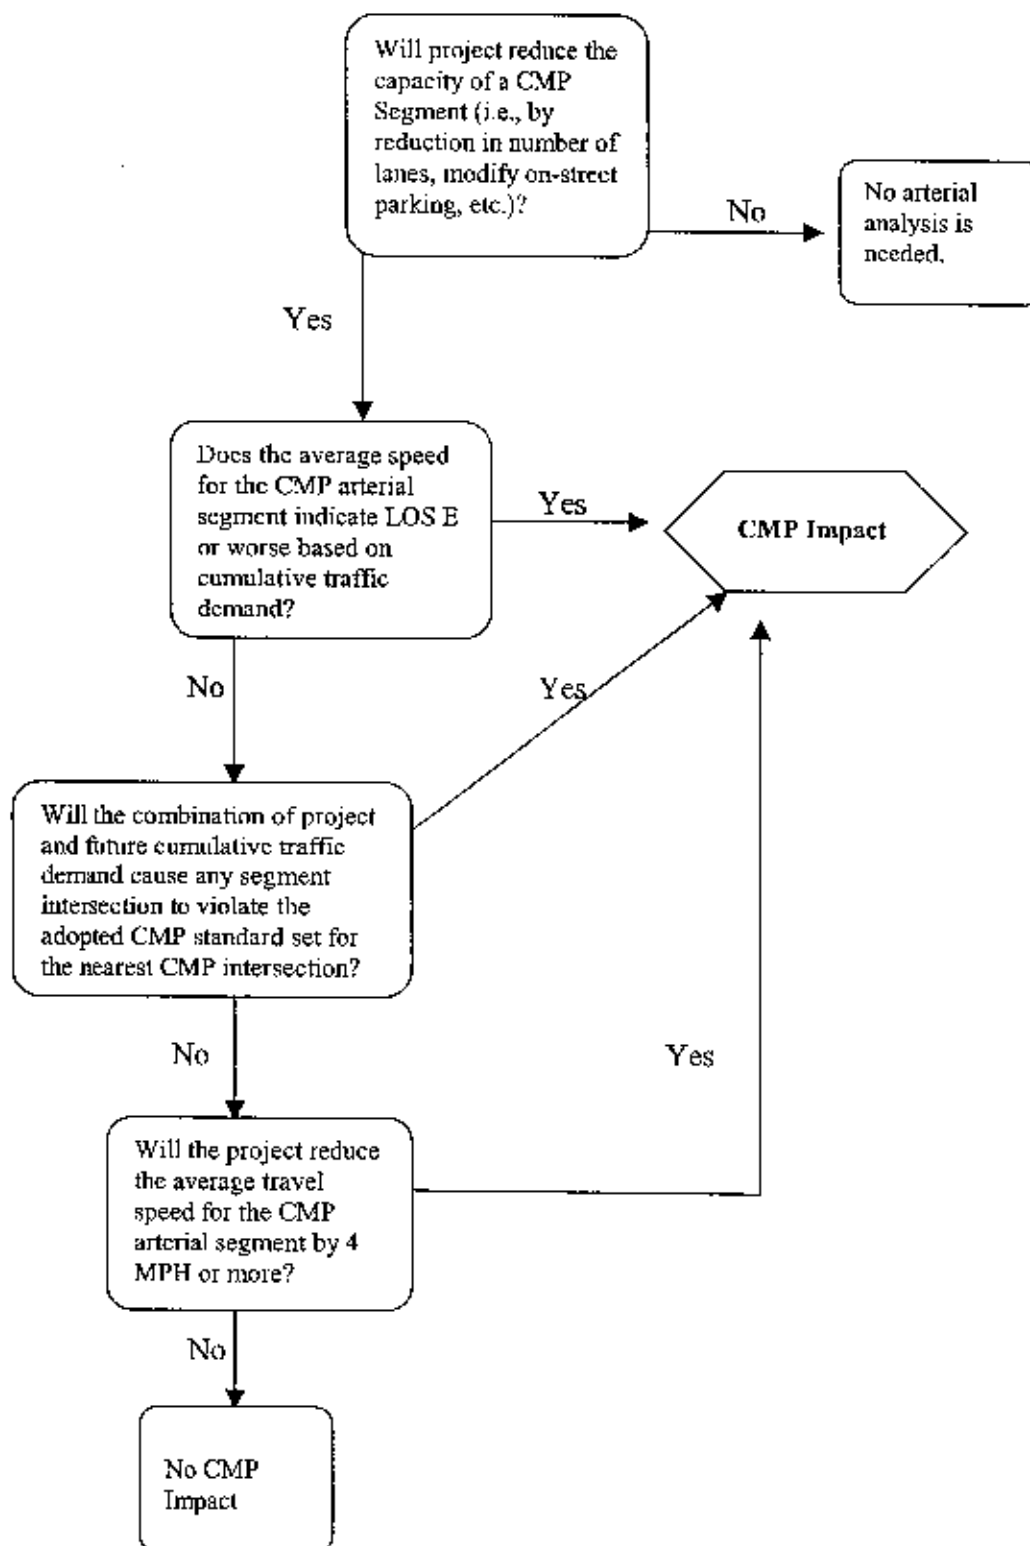 Will project reduce the
capacity of a CMP
Segment (i.e., by
reduction in number of
lanes, modify on-street
parking, etc.)?
No
No arterial
analysis is
needed.
Yes
Does the average speed
for the CMP arterial
segment indicate LOS E
or worse based on
cumulative traffic
demand?
Yes
CMP Impact
No
Yes
Will the combination of project
and future cumulative traffic
demand cause any segment
intersection to violate the
adopted CMP standard set for
the nearest CMP intersection?
No
Yes
Will the project reduce
the average travel
speed for the CMP
arterial segment by 4
MPH or more?
No
No CMP
Impact